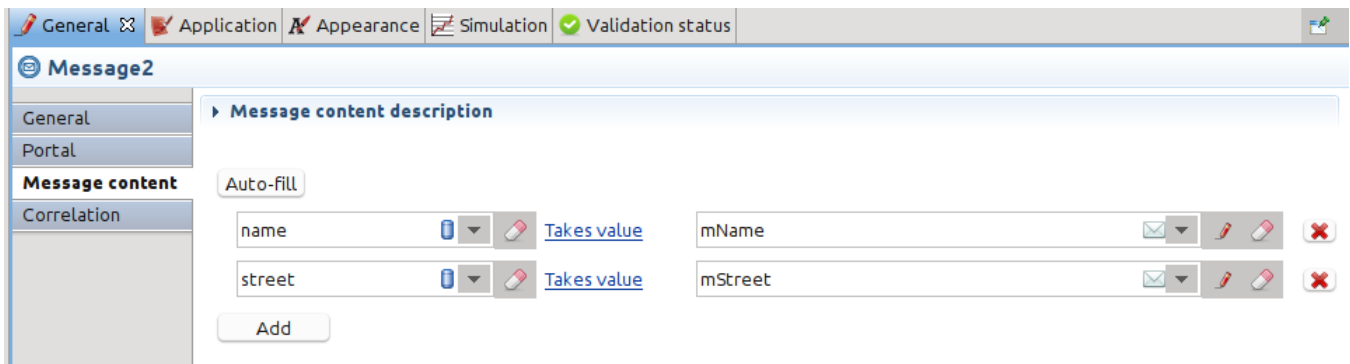 General Application Appearance Simulation Validation status
Message2
General
Portal
Message content
Correlation
Message content description
Auto-fill
name Takes value mName
street Takes value mStreet
Add